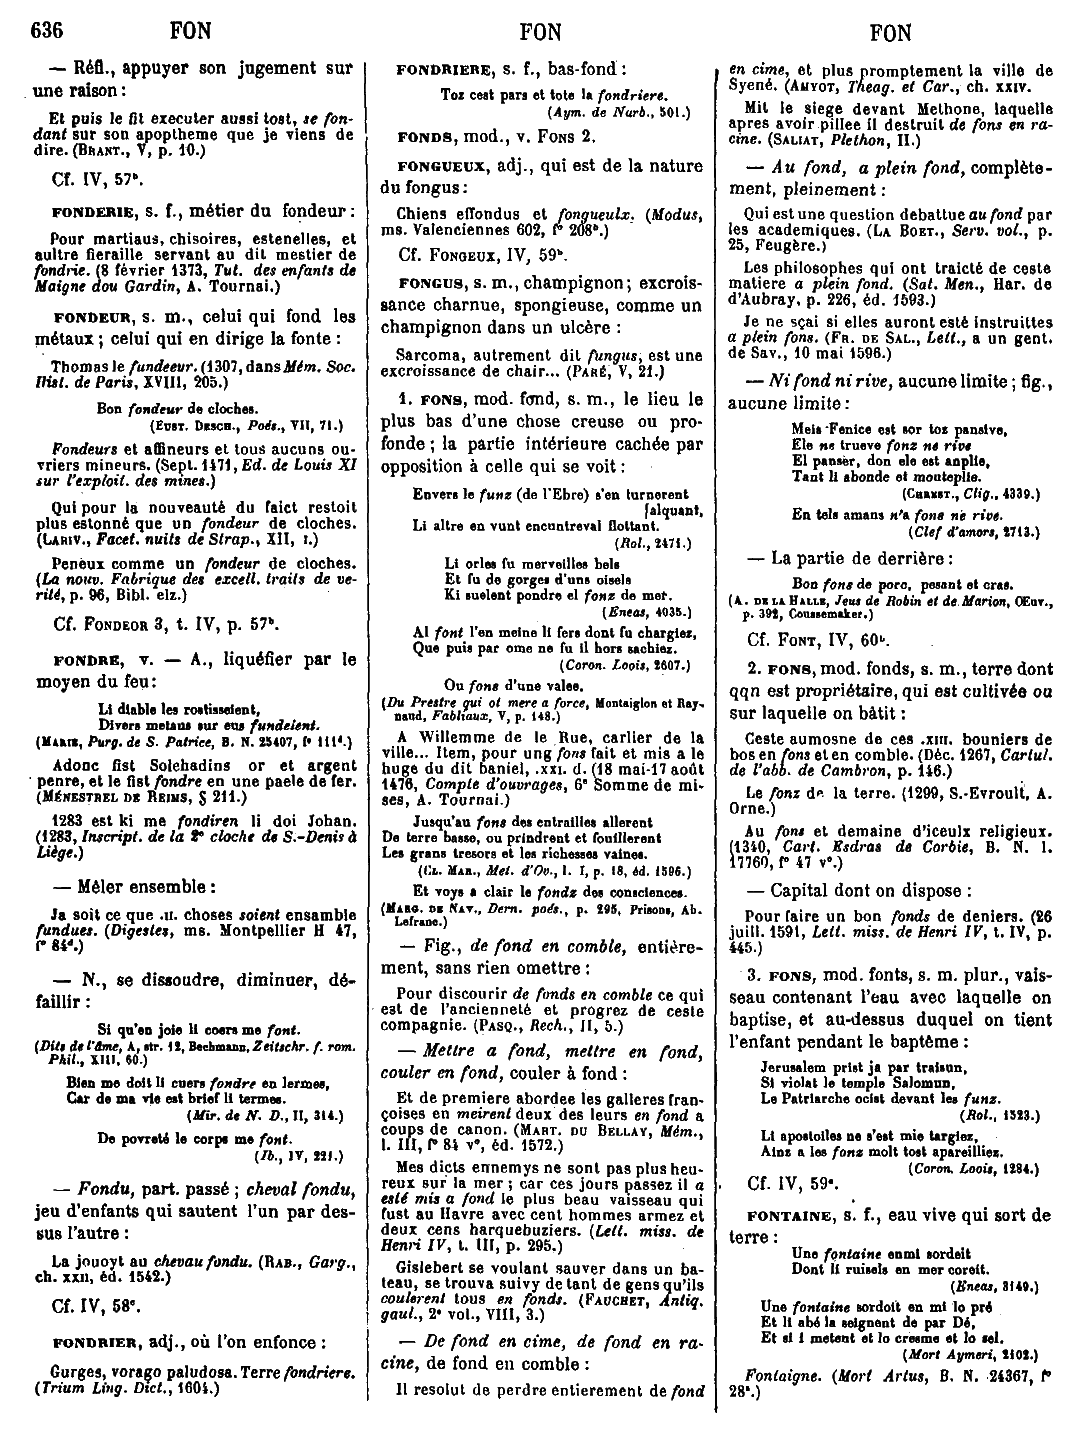 636 FON FON FON
— Réfl., appuyer son jugement sur
une raison :
Et puis le fit executer aussi tost, se fon-
dant sur son apoptheme que je viens de
dire. (BRANT., V, p. 10.)
Cf. IV, 57ᵇ.
FONDERIE, s. f., métier du fondeur :
Pour martiaus, chisoires, estenelles, et
aultre fieraille servant au dit mestier de
fondrie. (8 février 1373, Tut. des enfants de
Maigne dou Gardin, A. Tournai.)
FONDEUR, s. m., celui qui fond les
métaux ; celui qui en dirige la fonte :
Thomas le fundeeur. (1307, dans Mém. Soc.
Hist. de Paris, XVIII, 205.)
Bon fondeur de cloches.
(EUST. DESCH., Poés., VII, 71.)
Fondeurs et affineurs et tous aucuns ou-
vriers mineurs. (Sept. 1471, Ed. de Louis XI
sur l'exploit. des mines.)
Qui pour la nouveauté du faict restoit
plus estonné que un fondeur de cloches.
(LARIV., Facet. nuits de Strap., XII, I.)
Peneux comme un fondeur de cloches.
(La nouv. Fabrique des excell. traits de ve-
rité, p. 96, Bibl. elz.)
Cf. FONDEOR 3, t. IV, p. 57ᵇ.
FONDRE, v. — A., liquéfier par le
moyen du feu :
Li diable les rostissoient,
Divers metaus sur eus fundeient.
(MARIE, Purg. de S. Patrice, B. N. 25407, f° 111ᵈ.)
Adonc fist Solehadins or et argent
penre, et le fist fondre en une paele de fer.
(MÉNESTREL DE REIMS, § 211.)
1283 est ki me fondiren li doi Johan.
(1283, Inscript. de la 2ᵉ cloche de S.-Denis à
Liège.)
— Mêler ensemble :
Ja soit ce que .II. choses soient ensamble
fundues. (Digestes, ms. Montpellier H 47,
f° 84ᵈ.)
— N., se dissoudre, diminuer, dé-
faillir :
Si qu'en joie li coers me font.
(Dits de l'âme, A, str. 12, Bechmann, Zeitschr. f. rom.
Phil., XIII, 60.)
Bien me doit li cuers fondre en lermes,
Car de ma vie est brief li termes.
(Mir. de N. D., II, 314.)
De povreté le corps me font.
(Ib., IV, 221.)
— Fondu, part. passé ; cheval fondu,
jeu d'enfants qui sautent l'un par des-
sus l'autre :
La jouoyt au chevau fundu. (RAB., Garg.,
ch. XXII, éd. 1542.)
Cf. IV, 58ᶜ.
FONDRIER, adj., où l'on enfonce :
Gurges, vorago paludosa. Terre fondriere.
(Trium Ling. Dict., 1604.)
FONDRIERE, s. f., bas-fond :
Toz cest pars et tote la fondriere.
(Aym. de Narb., 501.)
FONDS, mod., v. FONS 2.
FONGUEUX, adj., qui est de la nature
du fongus :
Chiens effondus et fongueulx. (Modus,
ms. Valenciennes 602, f° 208ᵇ.)
Cf. FONGEUX, IV, 59ᵇ.
FONGUS, s. m., champignon ; excrois-
sance charnue, spongieuse, comme un
champignon dans un ulcère :
Sarcoma, autrement dit fungus, est une
excroissance de chair... (PARÉ, V, 21.)
1. FONS, mod. fond, s. m., le lieu le
plus bas d'une chose creuse ou pro-
fonde ; la partie intérieure cachée par
opposition à celle qui se voit :
Envers le funz (de l'Ebre) s'en turnerent
[alquant,
Li altre en vunt encuntreval flottant.
(Rol., 2471.)
Li orles fu merveilles bels
Et fu de gorges d'uns oisels
Ki suelent pondre el fonz de mer.
(Eneas, 4035.)
Al font l'en meine li fers dont fu chargiez,
Que puis par ome ne fu il hors sachiez.
(Coron. Loois, 2607.)
Ou fons d'une valee.
(Du Prestre qui ot mere a force, Montaiglon et Ray-
naud, Fabliaux, V, p. 148.)
A Willemme de le Rue, carlier de la
ville... Item, pour ung fons fait et mis a le
huge du dit baniel, .XXI. d. (18 mai-17 août
1476, Compte d'ouvrages, 6ᵉ Somme de mi-
ses, A. Tournai.)
Jusqu'au fons des entrailles allerent
De terre basse, ou prindrent et fouillerent
Les grans tresors et les richesses vaines.
(CL. MAR., Met. d'Ov., l. I, p. 18, éd. 1596.)
Et voys a clair le fondz des consciences.
(MARG. DE NAV., Dern. poés., p. 295, Prisons, Ab.
Lefranc.)
— Fig., de fond en comble, entière-
ment, sans rien omettre :
Pour discourir de fonds en comble ce qui
est de l'ancienneté et progrez de ceste
compagnie. (PASQ., Rech., II, 5.)
— Mettre a fond, mettre en fond,
couler en fond, couler à fond :
Et de premiere abordee les galleres fran-
çoises en meirent deux des leurs en fond a
coups de canon. (MART. DU BELLAY, Mém.,
l. III, f° 84 v°, éd. 1572.)
Mes dicts ennemys ne sont pas plus heu-
reux sur la mer ; car ces jours passez il a
esté mis a fond le plus beau vaisseau qui
fust au Havre avec cent hommes armez et
deux cens harquebuziers. (Lett. miss. de
Henri IV, t. III, p. 295.)
Gislebert se voulant sauver dans un ba-
teau, se trouva suivy de tant de gens qu'ils
coulerent tous en fonds. (FAUCHET, Antiq.
gaul., 2ᵉ vol., VIII, 3.)
— De fond en cime, de fond en ra-
cine, de fond en comble :
Il resolut de perdre entierement de fond
en cime, et plus promptement la ville de
Syené. (AMYOT, Theag. et Car., ch. XXIV.
Mit le siege devant Methone, laquelle
apres avoir pillee il destruit de fons en ra-
cine. (SALIAT, Plethon, II.)
— Au fond, a plein fond, complète-
ment, pleinement :
Qui est une question debattue au fond par
les academiques. (LA BOET., Serv. vol., p.
25, Feugère.)
Les philosophes qui ont traicté de ceste
matiere a plein fond. (Sat. Men., Har. de
d'Aubray, p. 226, éd. 1593.)
Je ne sçai si elles auront esté instruittes
a plein fons. (FR. DE SAL., Lett., a un gent.
de Sav., 10 mai 1596.)
— Ni fond ni rive, aucune limite ; fig.,
aucune limite :
Mels Fenice est sor toz pansive,
Ele ne trueve fonz ne rive
El panser, don ele est anplie,
Tant li abonde et mouteplie.
(CHREST., Clig., 4339.)
En tels amans n'a fons ne rive.
(Clef d'amors, 2713.)
— La partie de derrière :
Bon fons de porc, pesant et cras.
(A. DE LA HALLE, Jeus de Robin et de Marion, Œuv.,
p. 392, Coussemaker.)
Cf. FONT, IV, 60ᵇ.
2. FONS, mod. fonds, s. m., terre dont
qqn est propriétaire, qui est cultivée ou
sur laquelle on bâtit :
Ceste aumosne de ces .XIII. bouniers de
bos en fons et en comble. (Déc. 1267, Cartul.
de l'abb. de Cambron, p. 146.)
Le fonz de la terre. (1299, S.-Evroult, A.
Orne.)
Au fons et demaine d'iceulx religieux.
(1340, Cart. Esdras de Corbie, B. N. l.
17760, f° 47 v°.)
— Capital dont on dispose :
Pour faire un bon fonds de deniers. (26
juill. 1591, Lett. miss. de Henri IV, t. IV, p.
445.)
3. FONS, mod. fonts, s. m. plur., vais-
seau contenant l'eau avec laquelle on
baptise, et au-dessus duquel on tient
l'enfant pendant le baptême :
Jerusalem prist ja par traisun,
Si violat le temple Salomun,
Le Patriarche ocist devant les funz.
(Rol., 1523.)
Li apostoiles ne s'est mie targiez,
Ainz a les fonz molt tost apareilliez.
(Coron. Loois, 1284.)
Cf. IV, 59ᵃ.
FONTAINE, s. f., eau vive qui sort de
terre :
Une fontaine enmi sordeit
Dont li ruisels en mer coreit.
(Eneas, 3149.)
Une fontaine sordoit en mi lo pré
Et li abé la seignent de par Dé,
Et si i metent et lo cresme et lo sel.
(Mort Aymeri, 2102.)
Fontaigne. (Mort Artus, B. N. 24367, f°
28ᵃ.)